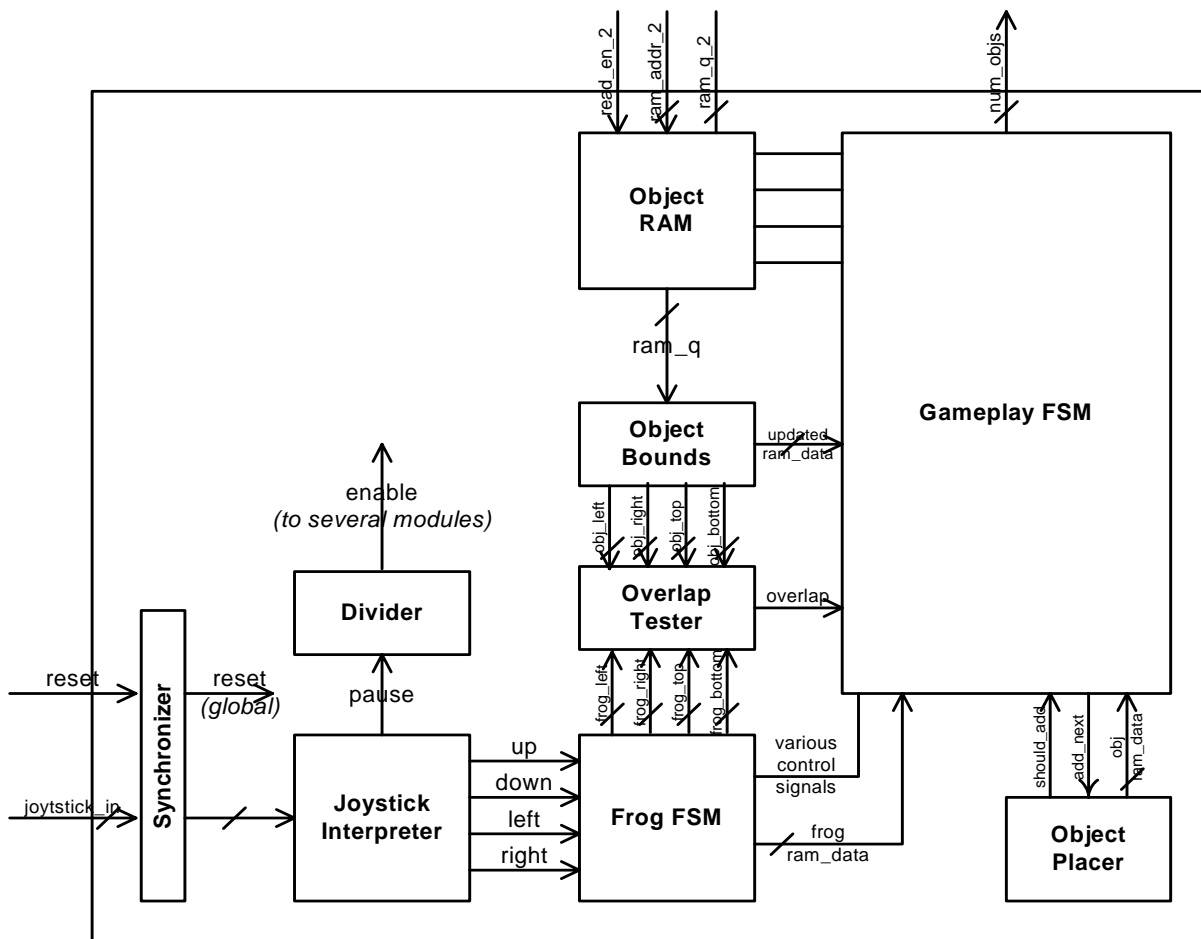 read_en_2
ram_addr_2
ram_q_2
num_objs
Object
RAM
ram_q
Gameplay FSM
Object
Bounds
updated
ram_data
enable
(to several modules)
obj_left
obj_right
obj_top
obj_bottom
Divider
Overlap
Tester
overlap
reset
reset
(global)
pause
frog_left
frog_right
frog_top
frog_bottom
Synchronizer
joytstick_in
Joystick
Interpreter
up
down
left
right
Frog FSM
various
control
signals
frog
ram_data
should_add
add_next
obj
ram_data
Object
Placer